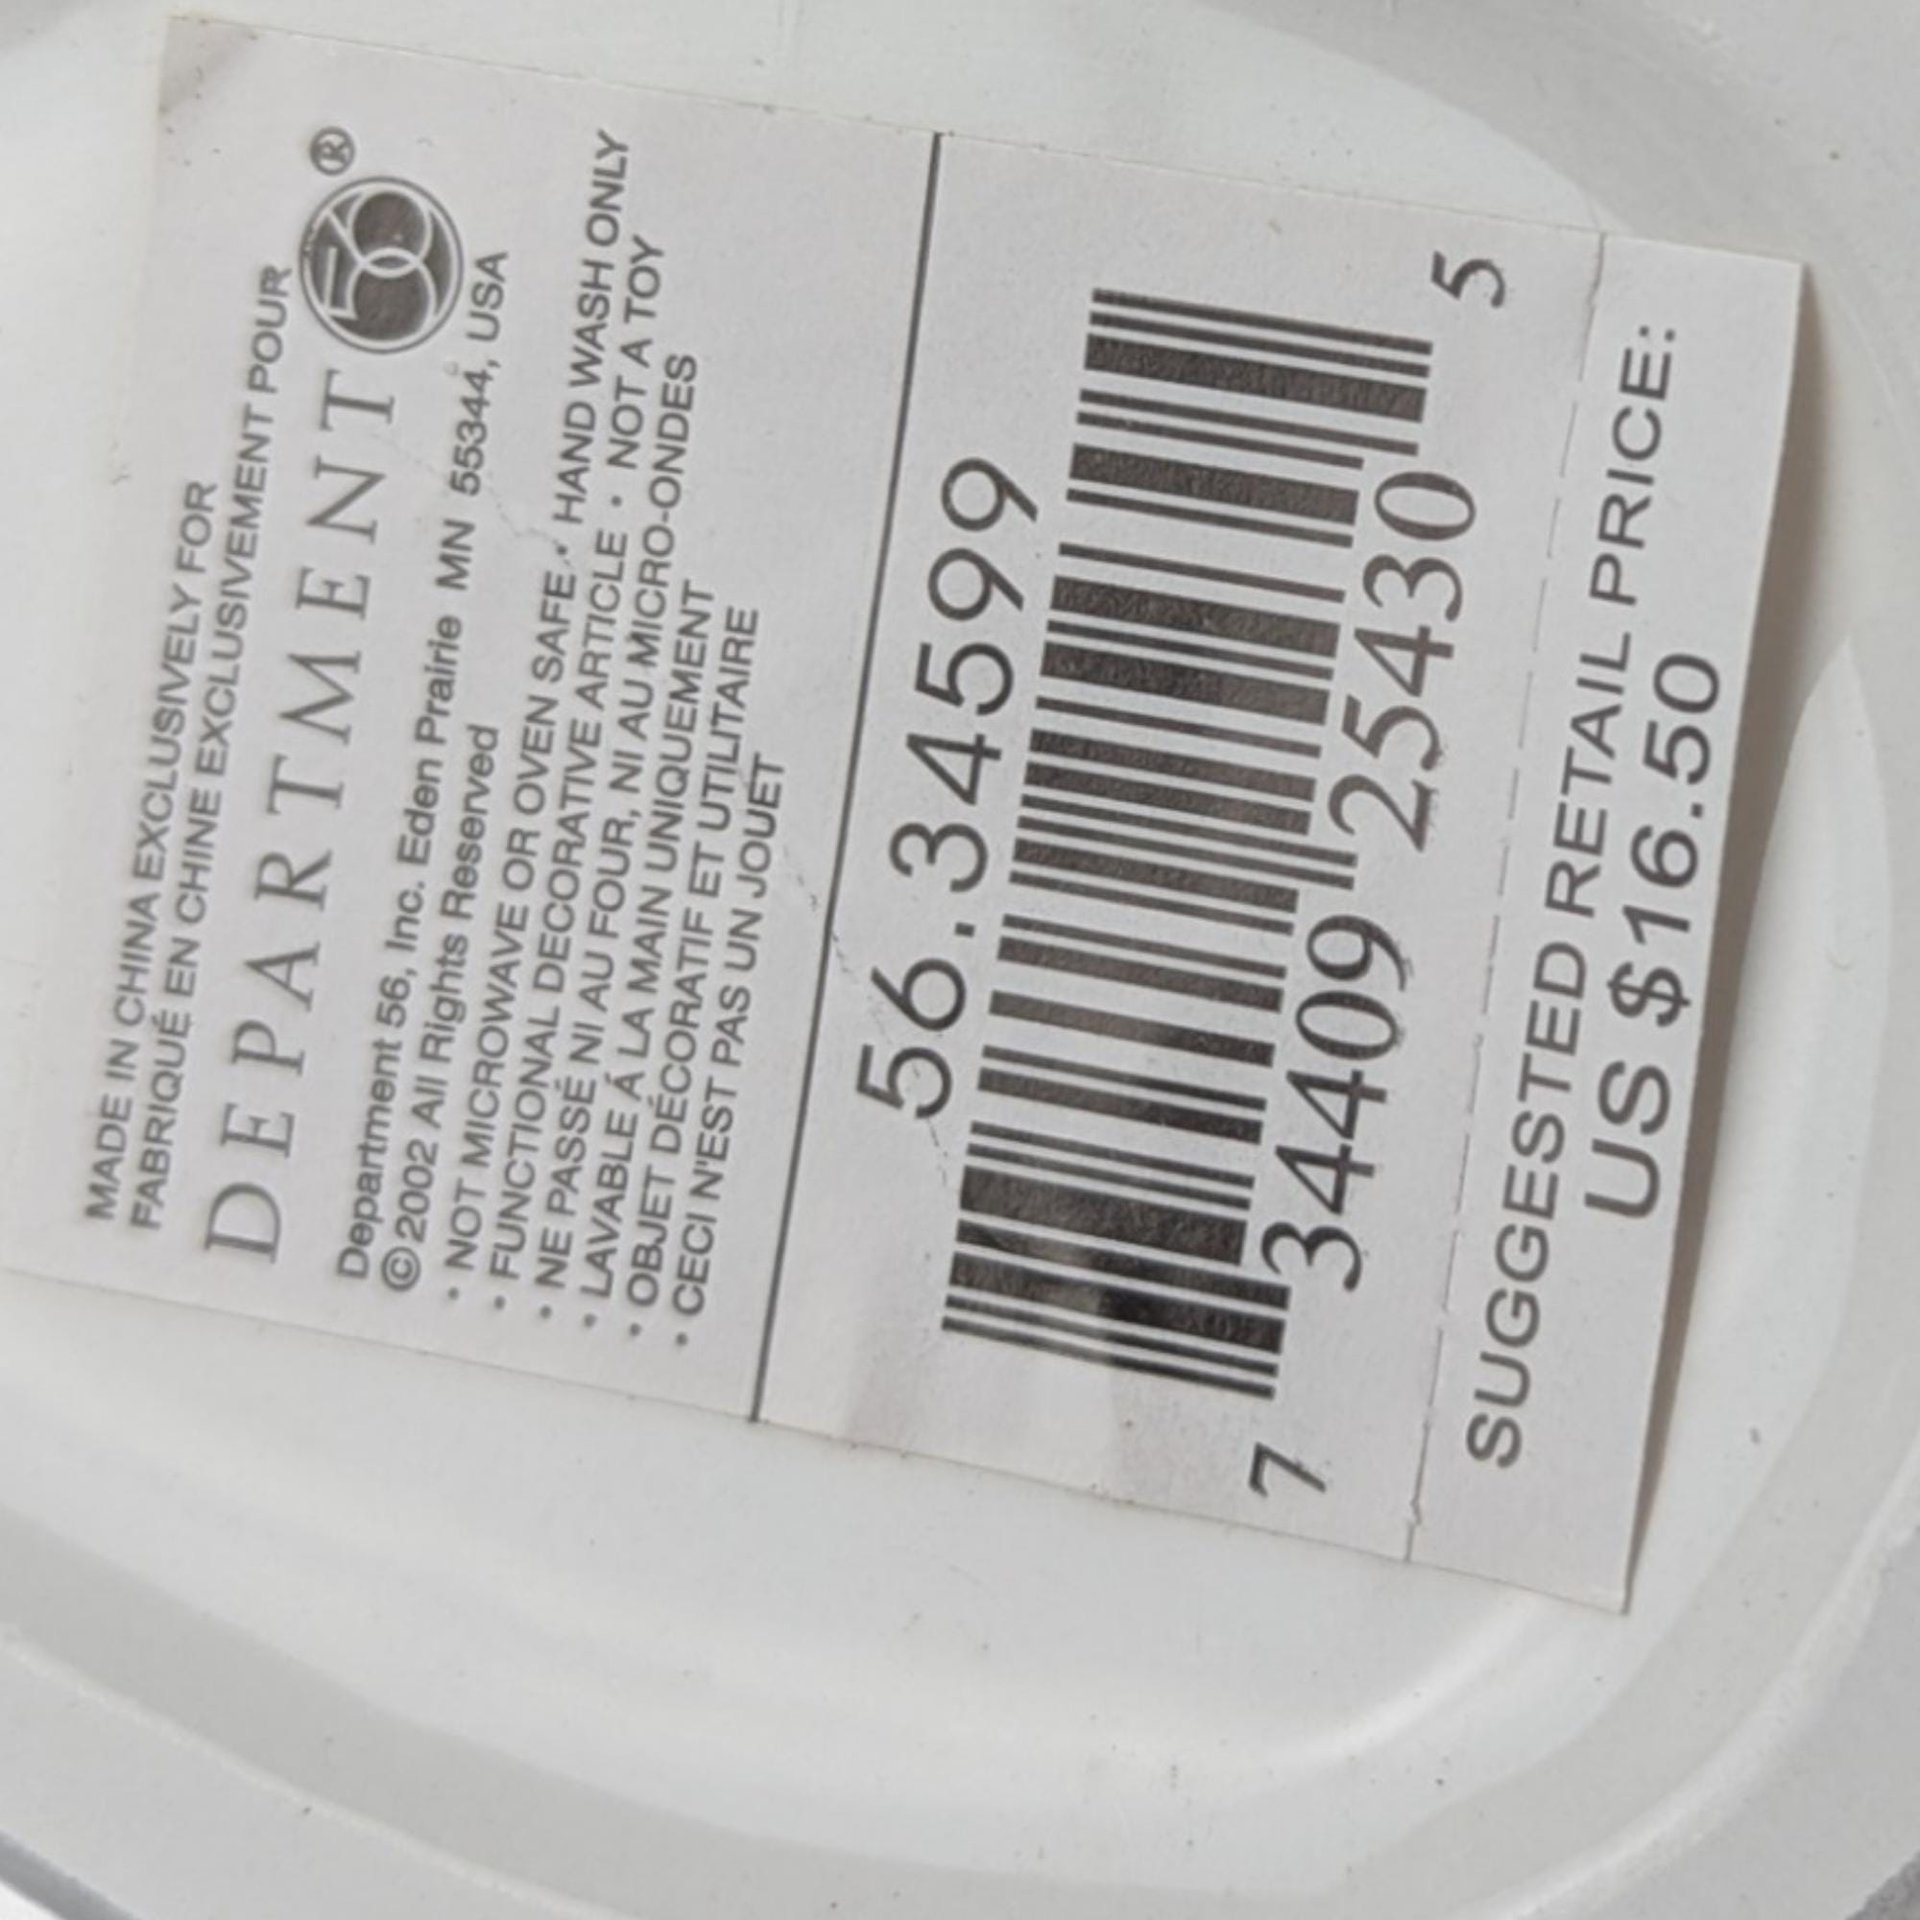 MADE IN CHINA EXCLUSIVELY FOR
FABRIQUÉ EN CHINE EXCLUSIVEMENT POUR
DEPARTMENT 56®
Department 56, Inc. Eden Prairie MN 55344, USA
©2002 All Rights Reserved
• NOT MICROWAVE OR OVEN SAFE • HAND WASH ONLY
• FUNCTIONAL DECORATIVE ARTICLE • NOT A TOY
• NE PASSÉ NI AU FOUR, NI AU MICRO-ONDES
• LAVABLE Á LA MAIN UNIQUEMENT
• OBJET DÉCORATIF ET UTILITAIRE
• CECI N'EST PAS UN JOUET
56.34599
7 34409 25430 5
SUGGESTED RETAIL PRICE:
US $16.50